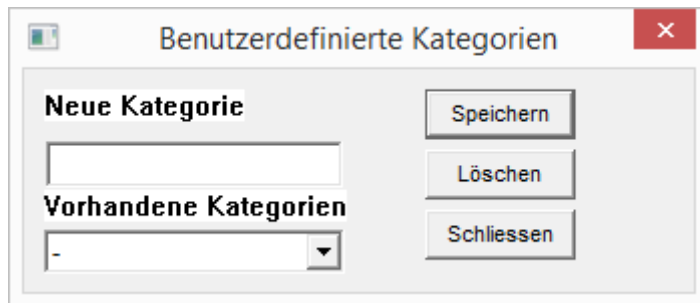 Benutzerdefinierte Kategorien
Neue Kategorie
Speichern
Löschen
Vorhandene Kategorien
-
Schliessen